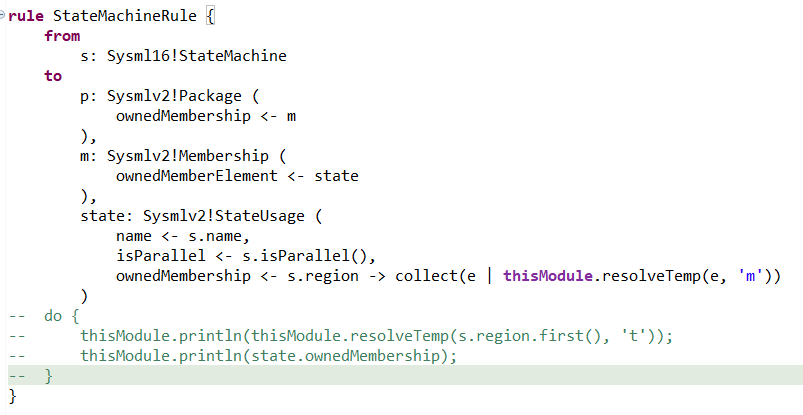 rule StateMachineRule {
    from
        s: Sysml16!StateMachine
    to
        p: Sysmlv2!Package (
            ownedMembership <- m
        ),
        m: Sysmlv2!Membership (
            ownedMemberElement <- state
        ),
        state: Sysmlv2!StateUsage (
            name <- s.name,
            isParallel <- s.isParallel(),
            ownedMembership <- s.region -> collect(e | thisModule.resolveTemp(e, 'm'))
        )
--  do {
--      thisModule.println(thisModule.resolveTemp(s.region.first(), 't'));
--      thisModule.println(state.ownedMembership);
--  }
}